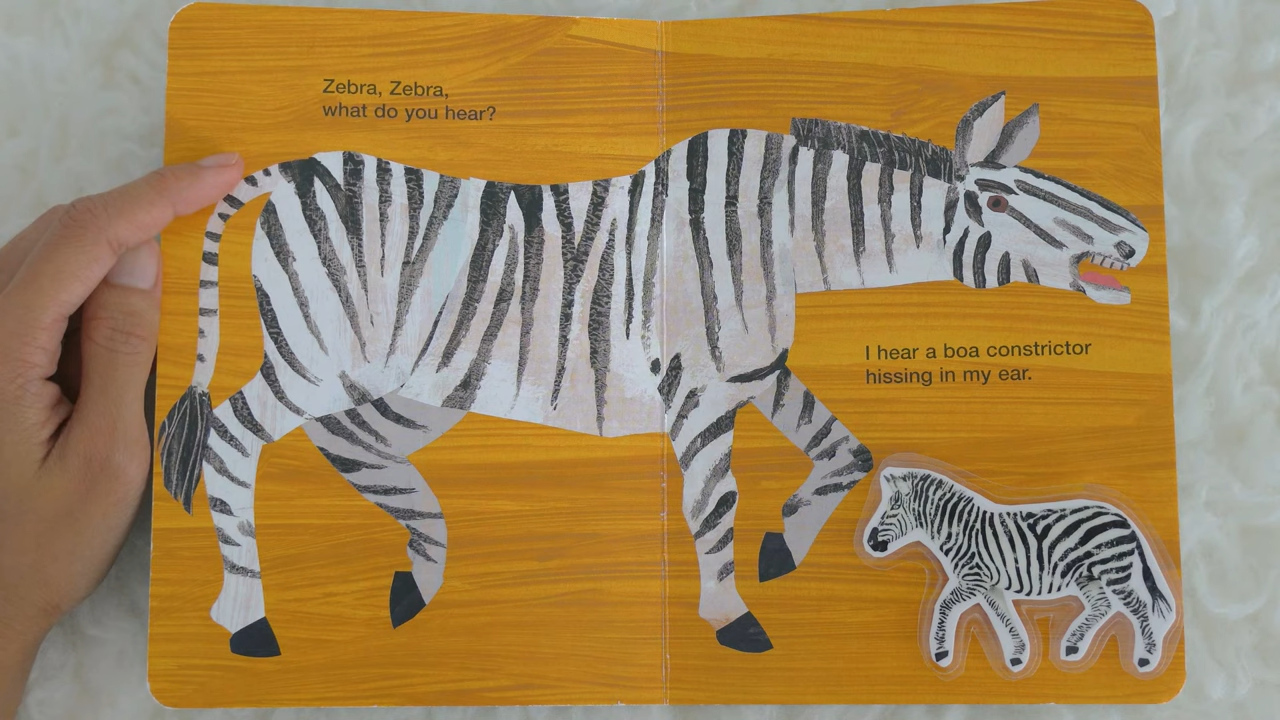 Zebra, Zebra,
what do you hear?
I hear a boa constrictor
hissing in my ear.